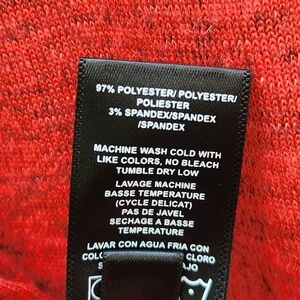 97% POLYESTER/ POLYESTER/
POLIESTER
3% SPANDEX/SPANDEX
/SPANDEX
MACHINE WASH COLD WITH
LIKE COLORS, NO BLEACH
TUMBLE DRY LOW
LAVAGE MACHINE
BASSE TEMPERATURE
(CYCLE DELICAT)
PAS DE JAVEL
SECHAGE A BASSE
TEMPERATURE
LAVAR CON AGUA FRIA CON
CLORO